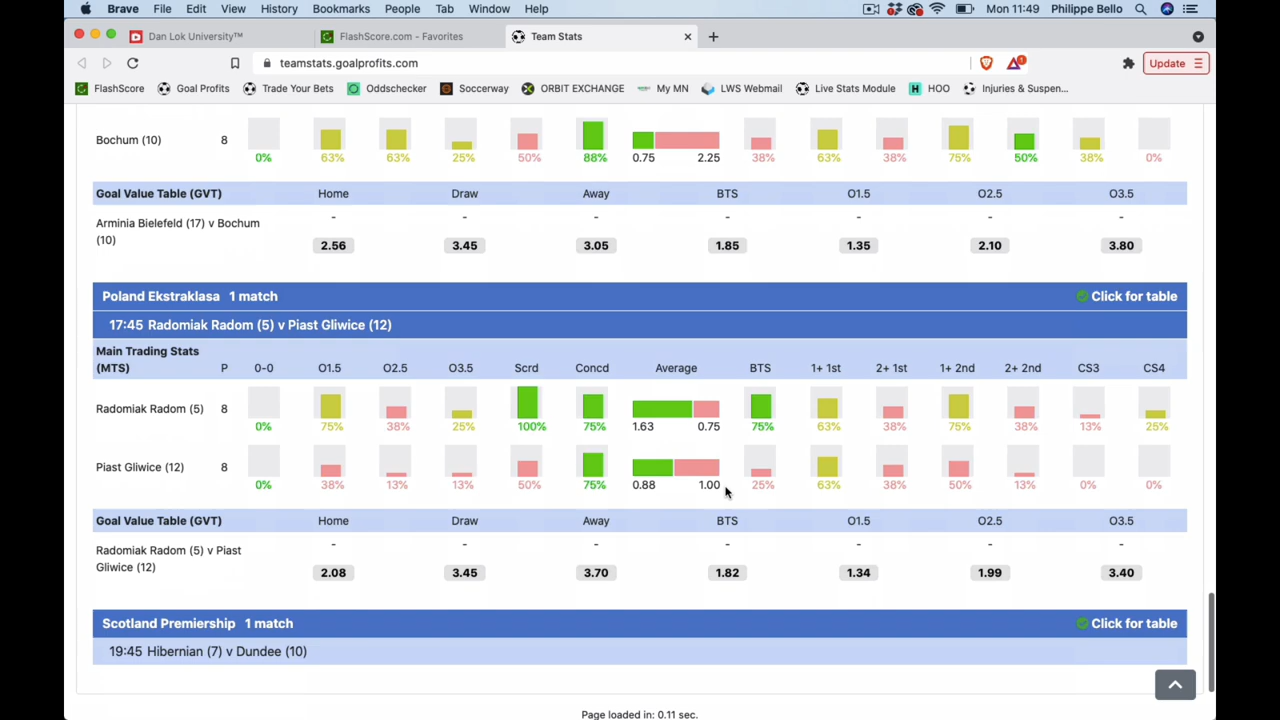 Brave File Edit View History Bookmarks People Tab Window Help Mon 11:49 Philippe Bello
Dan Lok University™ FlashScore.com - Favorites Team Stats
teamstats.goalprofits.com Update
FlashScore Goal Profits Trade Your Bets Oddschecker Soccerway ORBIT EXCHANGE My MN LWS Webmail Live Stats Module HOO Injuries & Suspen...
Bochum (10) 8 0.75 2.25
0% 63% 63% 25% 50% 88% 38% 63% 38% 75% 50% 38% 0%
Goal Value Table (GVT) Home Draw Away BTS O1.5 O2.5 O3.5
Arminia Bielefeld (17) v Bochum - - - - - - -
(10) 2.56 3.45 3.05 1.85 1.35 2.10 3.80
Poland Ekstraklasa 1 match Click for table
17:45 Radomiak Radom (5) v Piast Gliwice (12)
Main Trading Stats
(MTS) P 0-0 O1.5 O2.5 O3.5 Scrd Concd Average BTS 1+ 1st 2+ 1st 1+ 2nd 2+ 2nd CS3 CS4
Radomiak Radom (5) 8
0% 75% 38% 25% 100% 75% 1.63 0.75 75% 63% 38% 75% 38% 13% 25%
Piast Gliwice (12) 8
0% 38% 13% 13% 50% 75% 0.88 1.00 25% 63% 38% 50% 13% 0% 0%
Goal Value Table (GVT) Home Draw Away BTS O1.5 O2.5 O3.5
Radomiak Radom (5) v Piast - - - - - - -
Gliwice (12) 2.08 3.45 3.70 1.82 1.34 1.99 3.40
Scotland Premiership 1 match Click for table
19:45 Hibernian (7) v Dundee (10)
Page loaded in: 0.11 sec.